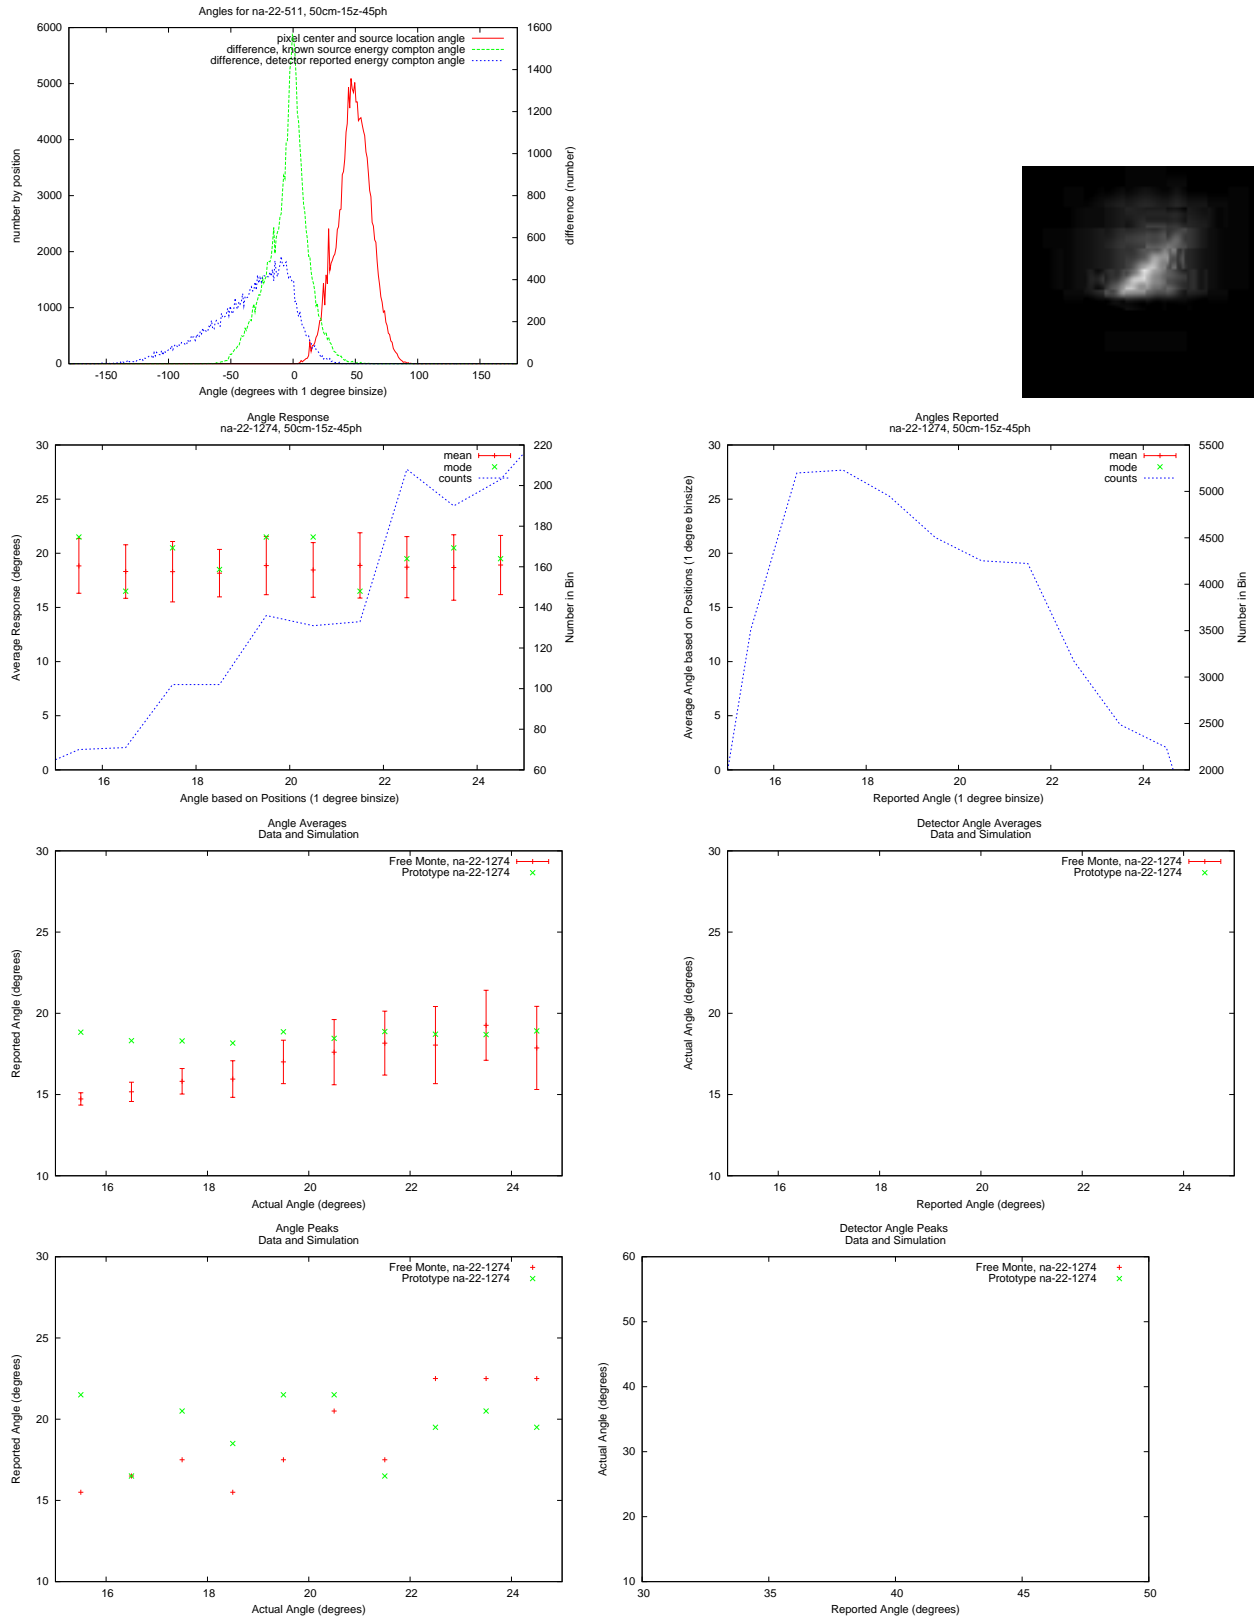 Angles for na-22-511, 50cm-15z-45ph
pixel center and source location angle
difference, known source energy compton angle
difference, detector reported energy compton angle
number by position
difference (number)
6000
5000
4000
3000
2000
1000
0
1600
1400
1200
1000
800
600
400
200
0
-150 -100 -50 0 50 100 150
Angle (degrees with 1 degree binsize)
Angle Response
na-22-1274, 50cm-15z-45ph
mean
mode
counts
Average Response (degrees)
Number in Bin
30
25
20
15
10
5
0
220
200
180
160
140
120
100
80
60
16 18 20 22 24
Angle based on Positions (1 degree binsize)
Angles Reported
na-22-1274, 50cm-15z-45ph
mean
mode
counts
Average Angle based on Positions (1 degree binsize)
Number in Bin
30
25
20
15
10
5
0
5500
5000
4500
4000
3500
3000
2500
2000
16 18 20 22 24
Reported Angle (1 degree binsize)
Angle Averages
Data and Simulation
Free Monte, na-22-1274
Prototype na-22-1274
Reported Angle (degrees)
30
25
20
15
10
16 18 20 22 24
Actual Angle (degrees)
Detector Angle Averages
Data and Simulation
Free Monte, na-22-1274
Prototype na-22-1274
Actual Angle (degrees)
30
25
20
15
10
16 18 20 22 24
Reported Angle (degrees)
Angle Peaks
Data and Simulation
Free Monte, na-22-1274
Prototype na-22-1274
Reported Angle (degrees)
30
25
20
15
10
16 18 20 22 24
Actual Angle (degrees)
Detector Angle Peaks
Data and Simulation
Free Monte, na-22-1274
Prototype na-22-1274
Actual Angle (degrees)
60
50
40
30
20
10
30 35 40 45 50
Reported Angle (degrees)